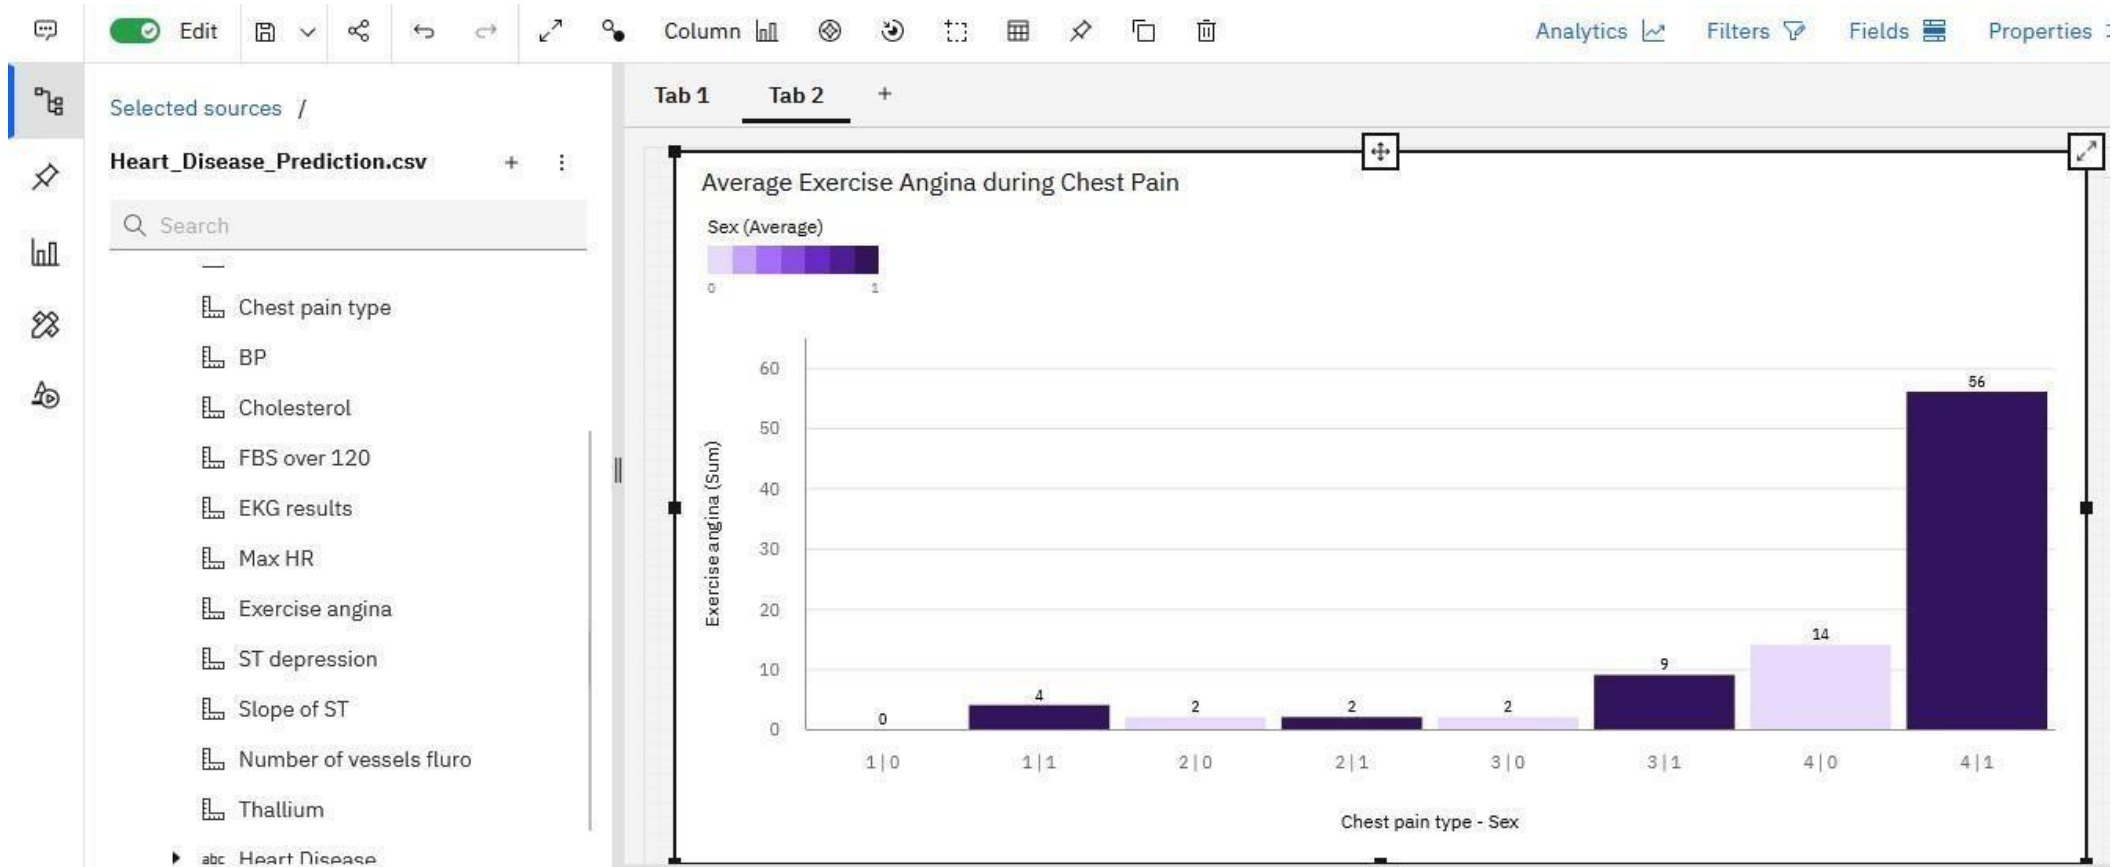 Edit
Column
Analytics
Filters
Fields
Properties
Selected sources /
Heart_Disease_Prediction.csv
Search
Chest pain type
BP
Cholesterol
FBS over 120
EKG results
Max HR
Exercise angina
ST depression
Slope of ST
Number of vessels fluro
Thallium
abc Heart Disease
Tab 1 Tab 2 +
Average Exercise Angina during Chest Pain
Sex (Average)
0 1
Exercise angina (Sum)
60
50
40
30
20
10
0
0 4 2 2 2 9 14 56
1|0 1|1 2|0 2|1 3|0 3|1 4|0 4|1
Chest pain type - Sex